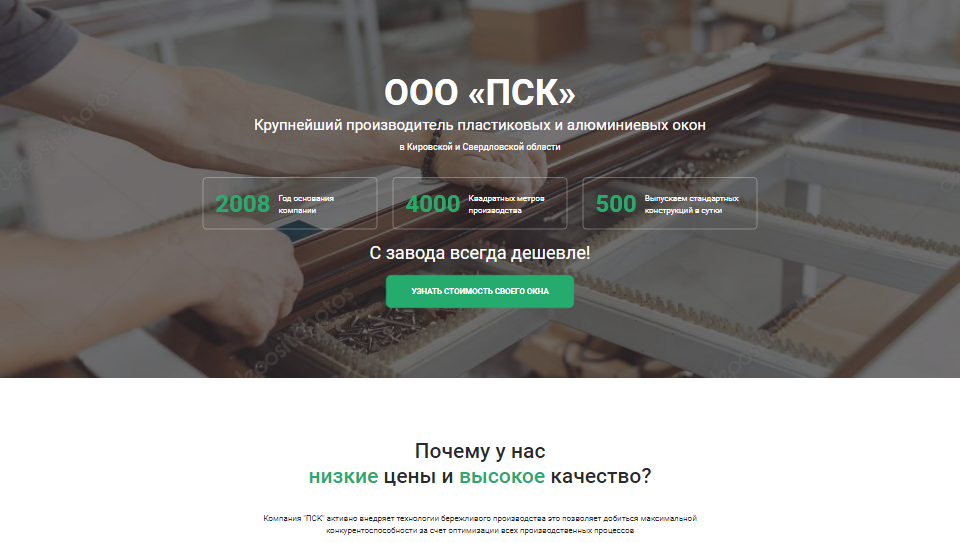 ООО «ПСК»
Крупнейший производитель пластиковых и алюминиевых окон
в Кировской и Свердловской области
2008 Год основания
компании
4000 Квадратных метров
производства
500 Выпускаем стандартных
конструкций в сутки
С завода всегда дешевле!
УЗНАТЬ СТОИМОСТЬ СВОЕГО ОКНА
depositphotos
depositphotos
Почему у нас
низкие цены и высокое качество?
Компания "ПСК" активно внедряет технологии бережливого производства это позволяет добиться максимальной
конкурентоспособности за счет оптимизации всех производственных процессов